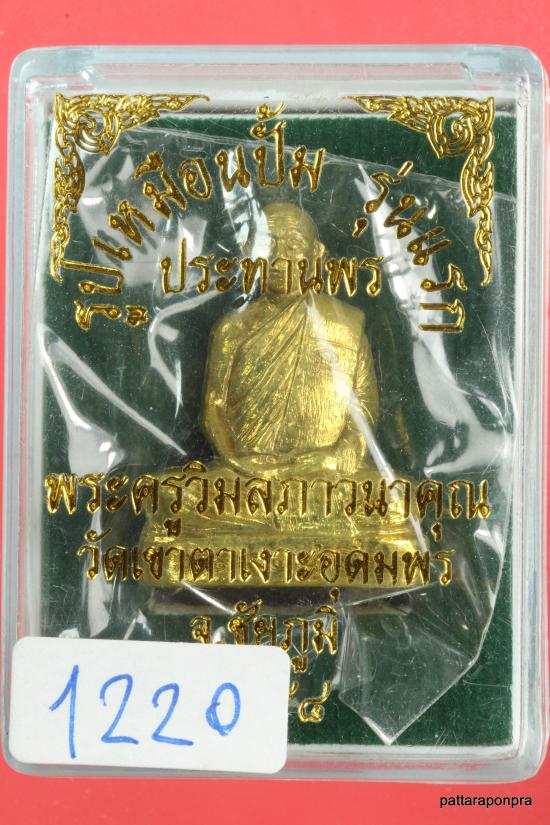 รูปเหมือนปั้ม รุ่นแรก
ประทานพร
พระครูวิมลภาวนาคุณ
วัดเขาตาเงาะอุดมพร
จ.ชัยภูมิ
๘
1220
pattaraponpra